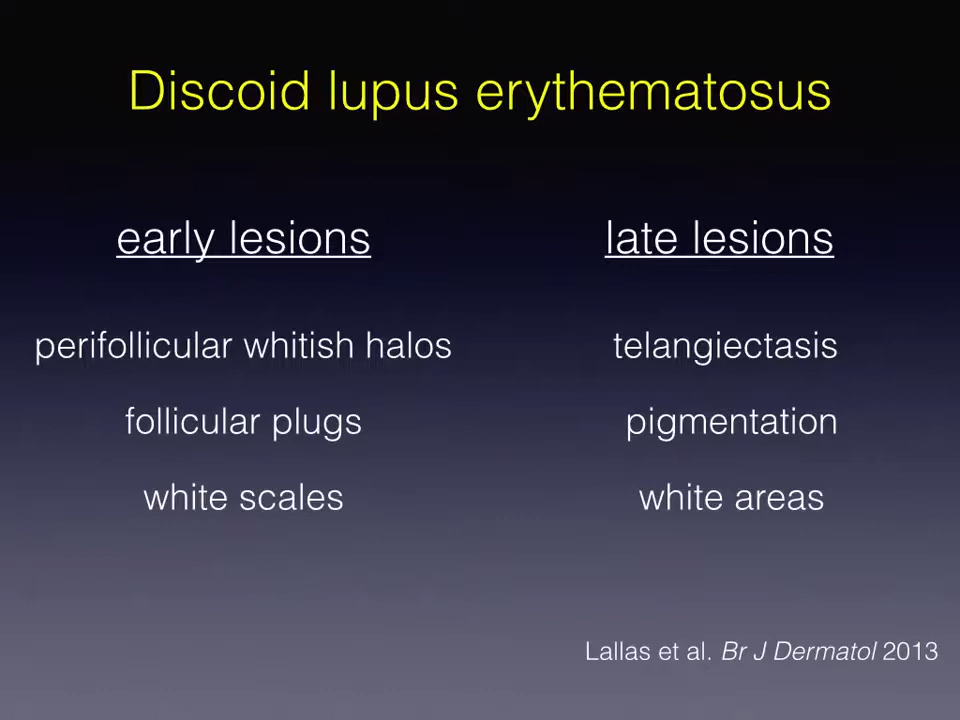 Discoid lupus erythematosus
early lesions
perifollicular whitish halos
follicular plugs
white scales
late lesions
telangiectasis
pigmentation
white areas
Lallas et al. Br J Dermatol 2013